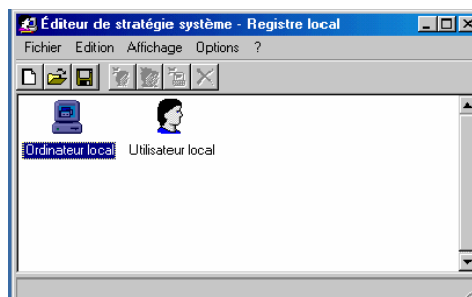 Éditeur de stratégie système - Registre local
Fichier Edition Affichage Options ?
Ordinateur local Utilisateur local